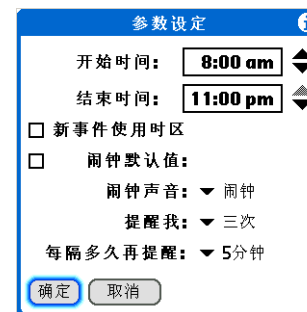 参数设定
开始时间: 8:00 am
结束时间: 11:00 pm
新事件使用时区
闹钟默认值:
闹钟声音: 闹钟
提醒我: 三次
每隔多久再提醒: 5分钟
确定 取消